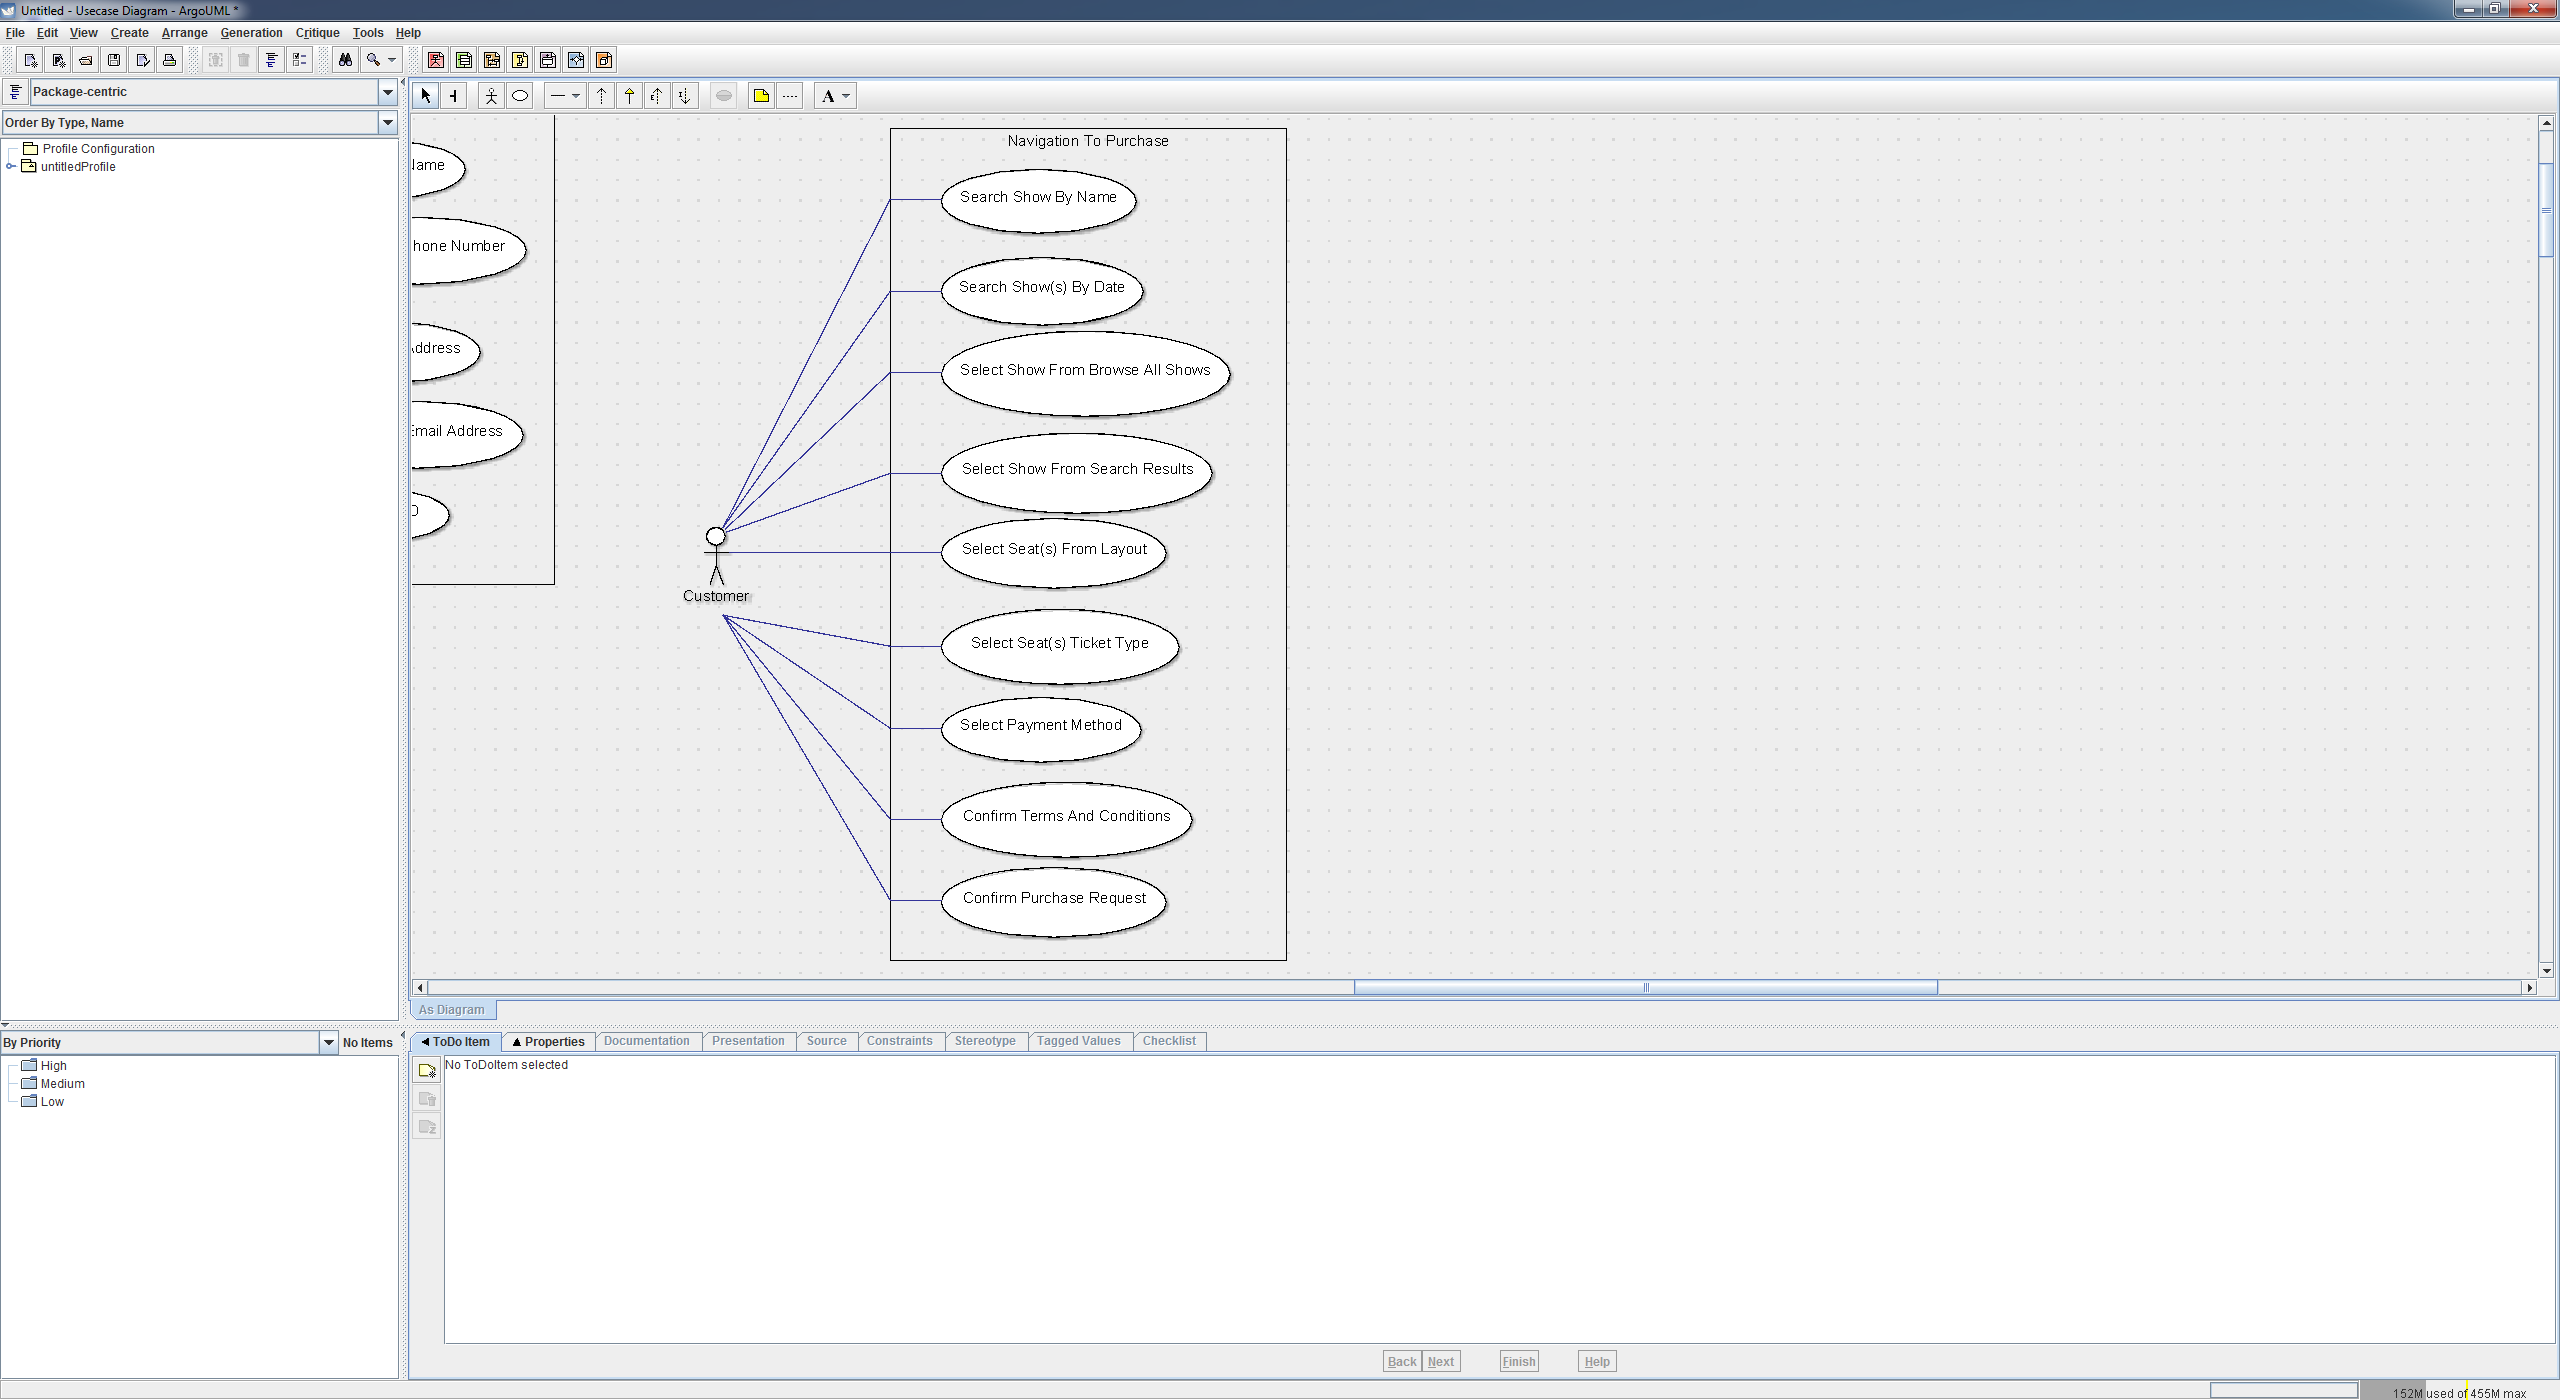 Untitled - Usecase Diagram - ArgoUML *
File Edit View Create Arrange Generation Critique Tools Help
Package-centric
Order By Type, Name
Profile Configuration
untitledProfile
A
Navigation To Purchase
Search Show By Name
Search Show(s) By Date
Select Show From Browse All Shows
Select Show From Search Results
Select Seat(s) From Layout
Select Seat(s) Ticket Type
Select Payment Method
Confirm Terms And Conditions
Confirm Purchase Request
Customer
hone Number
Address
Email Address
As Diagram
By Priority
No Items
High
Medium
Low
ToDo Item Properties Documentation Presentation Source Constraints Stereotype Tagged Values Checklist
No ToDoItem selected
Back Next Finish Help
152M used of 455M max